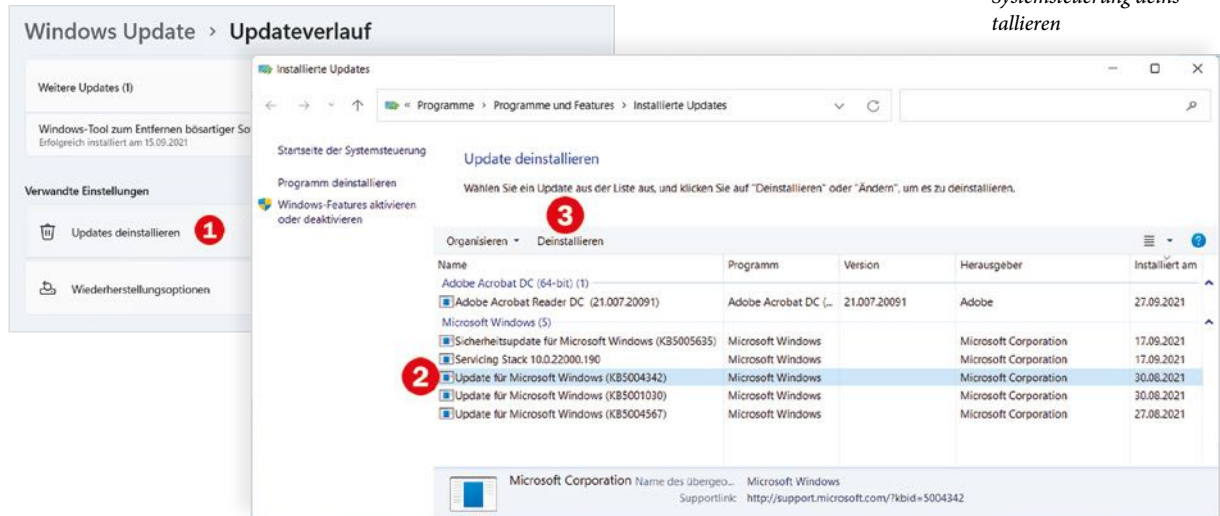 Systemsteuerung deins
tallieren
Windows Update > Updateverlauf
Weitere Updates (1)
Windows-Tool zum Entfernen bösartiger So
Erfolgreich installiert am 15.09.2021
Verwandte Einstellungen
Updates deinstallieren 1
Wiederherstellungsoptionen
Installierte Updates
« Programme > Programme und Features > Installierte Updates
Startseite der Systemsteuerung
Programm deinstallieren
Windows-Features aktivieren
oder deaktivieren
Update deinstallieren
Wählen Sie ein Update aus der Liste aus, und klicken Sie auf "Deinstallieren" oder "Ändern", um es zu deinstallieren.
3
Organisieren Deinstallieren
Name Programm Version Herausgeber Installiert am
Adobe Acrobat DC (64-bit) (1)
Adobe Acrobat Reader DC (21.007.20091) Adobe Acrobat DC (... 21.007.20091 Adobe 27.09.2021
Microsoft Windows (5)
Sicherheitsupdate für Microsoft Windows (KB5005635) Microsoft Windows Microsoft Corporation 17.09.2021
Servicing Stack 10.0.22000.190 Microsoft Windows Microsoft Corporation 17.09.2021
2 Update für Microsoft Windows (KB5004342) Microsoft Windows Microsoft Corporation 30.08.2021
Update für Microsoft Windows (KB5001030) Microsoft Windows Microsoft Corporation 30.08.2021
Update für Microsoft Windows (KB5004567) Microsoft Windows Microsoft Corporation 27.08.2021
Microsoft Corporation Name des übergeo... Microsoft Windows
Supportlink: http://support.microsoft.com/?kbid=5004342